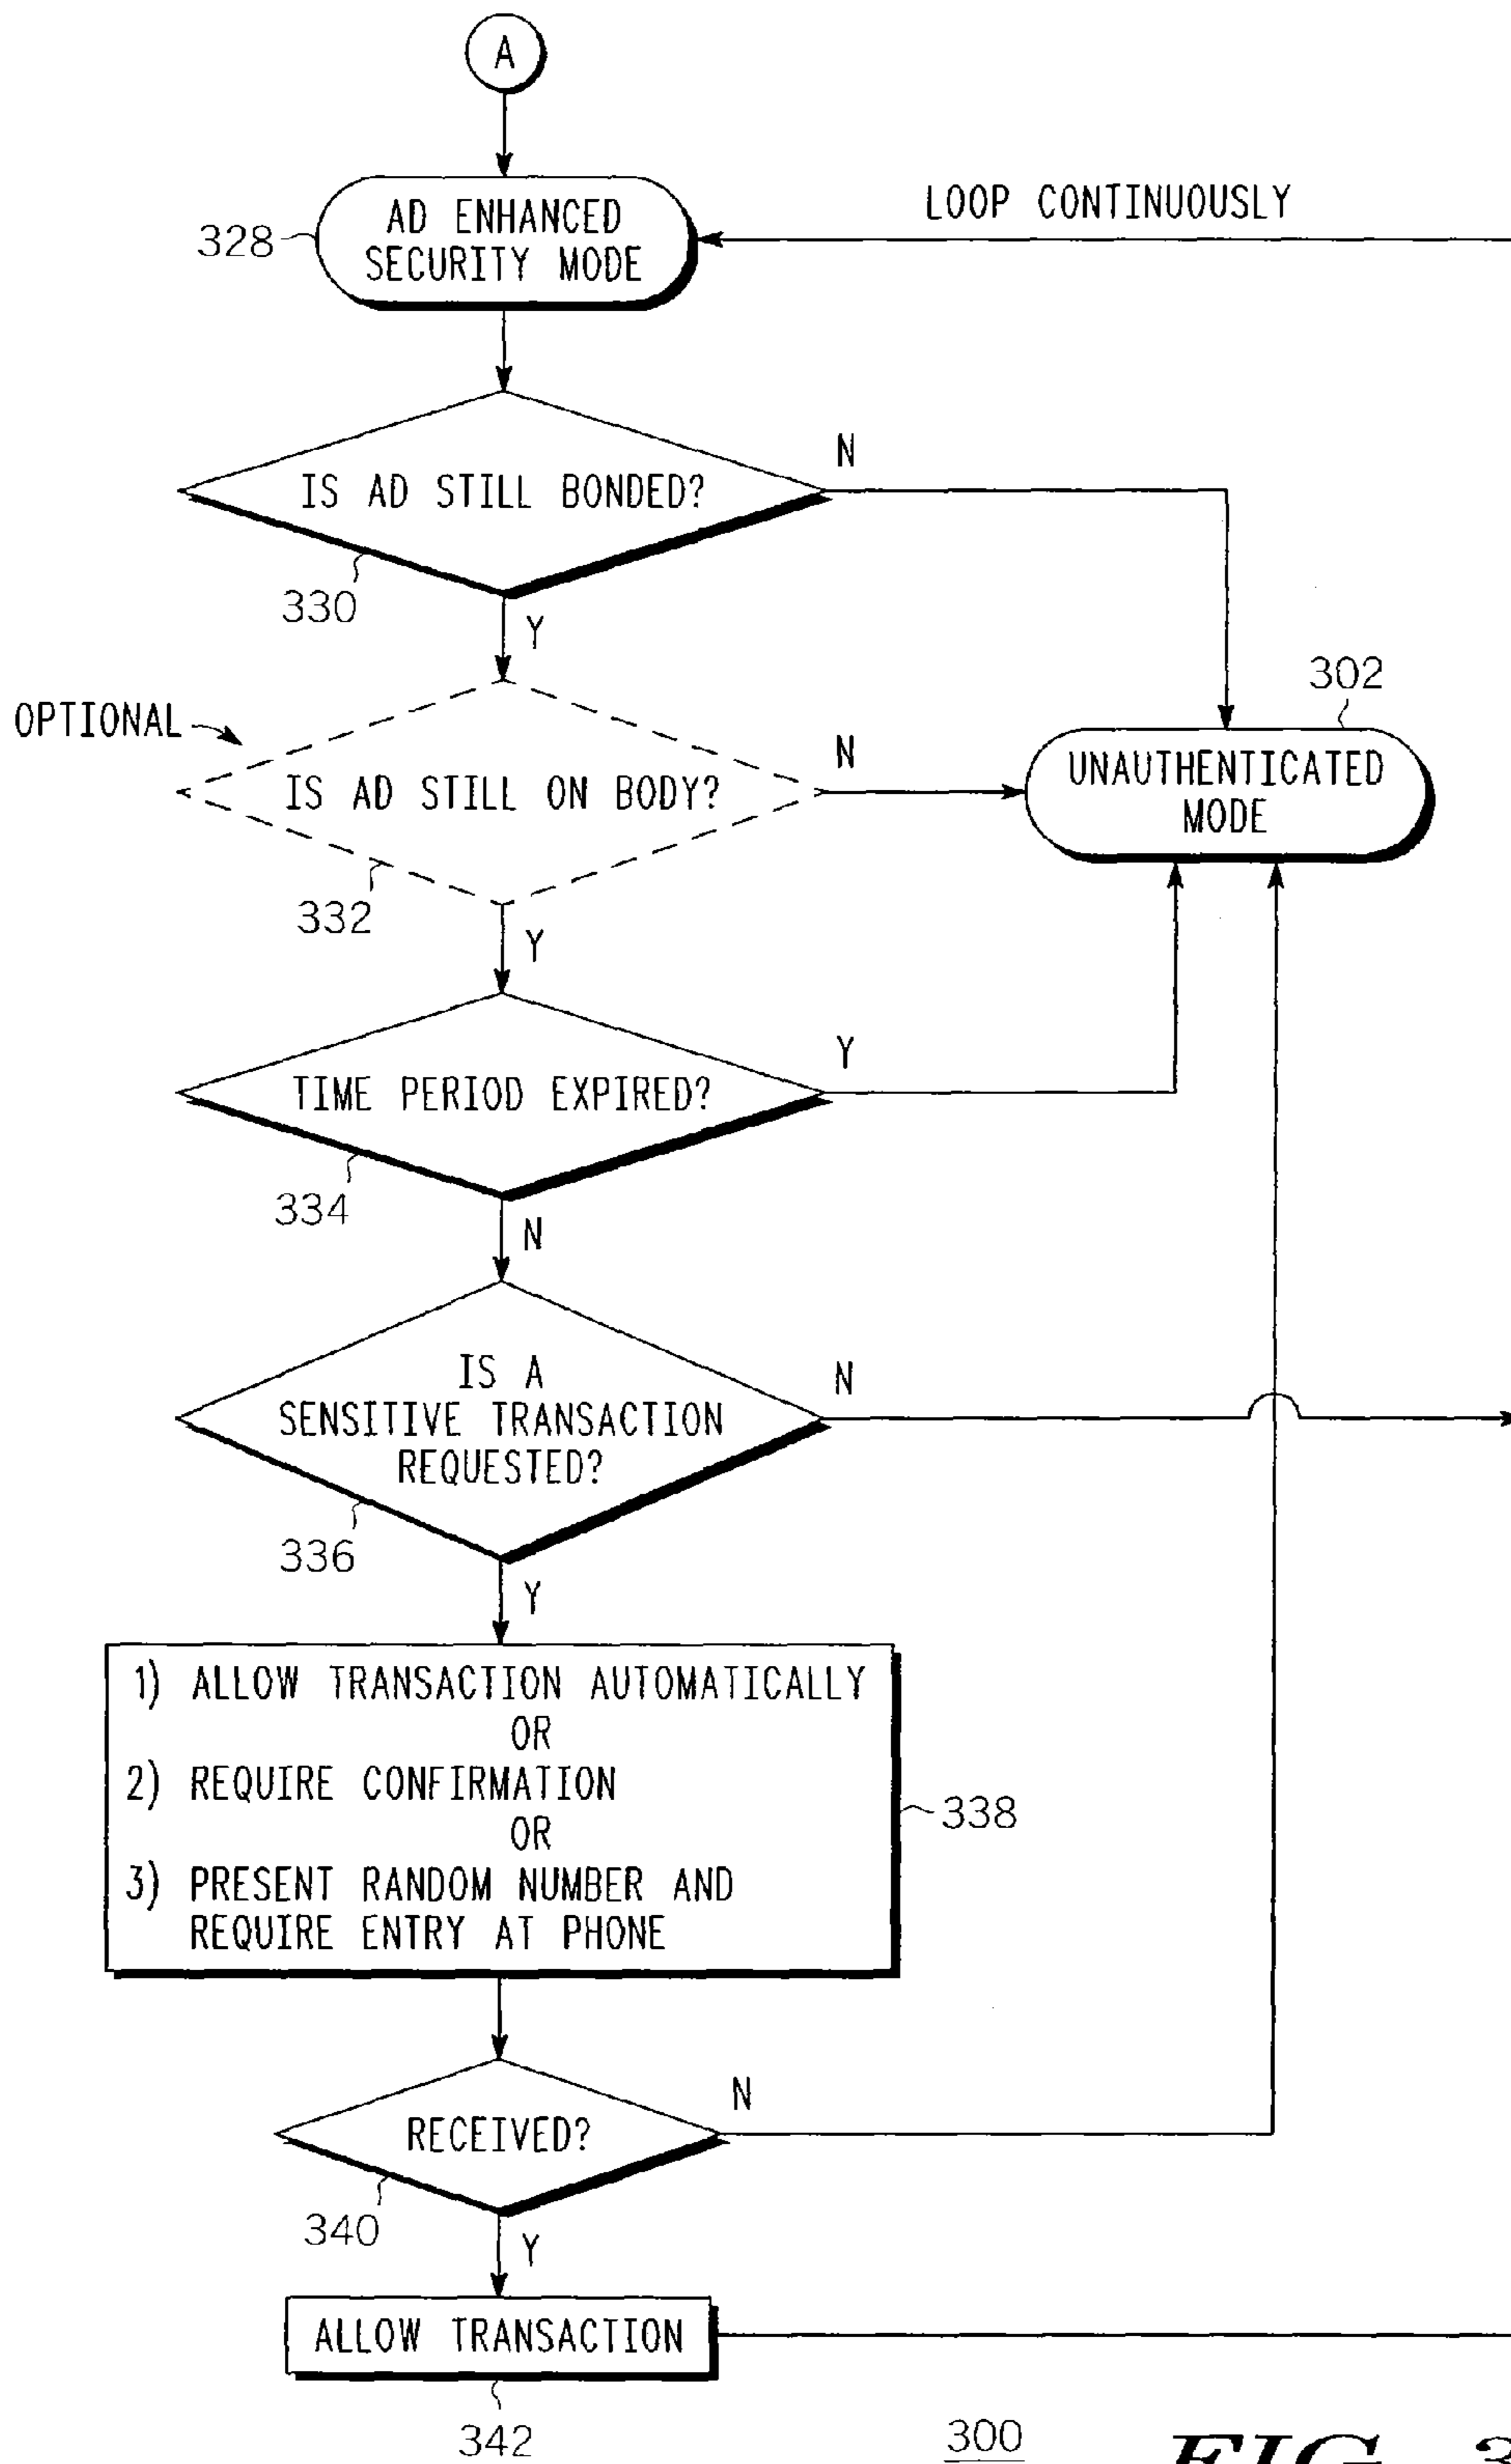 A
AD ENHANCED
SECURITY MODE
328
LOOP CONTINUOUSLY
IS AD STILL BONDED?
N
330
Y
302
OPTIONAL
IS AD STILL ON BODY?
N
UNAUTHENTICATED
MODE
332
Y
TIME PERIOD EXPIRED?
Y
334
N
IS A
SENSITIVE TRANSACTION
REQUESTED?
N
336
Y
1) ALLOW TRANSACTION AUTOMATICALLY
OR
2) REQUIRE CONFIRMATION
OR
3) PRESENT RANDOM NUMBER AND
REQUIRE ENTRY AT PHONE
338
RECEIVED?
N
340
Y
ALLOW TRANSACTION
342
300
FIG. 3